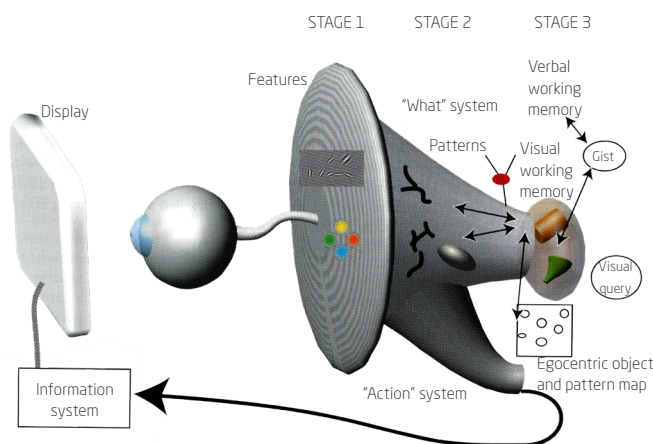 STAGE 1
STAGE 2
STAGE 3
Features
Display
"What" system
Verbal
working
memory
Patterns
Visual
working
memory
Gist
Visual
query
Egocentric object
and pattern map
"Action" system
Information
system